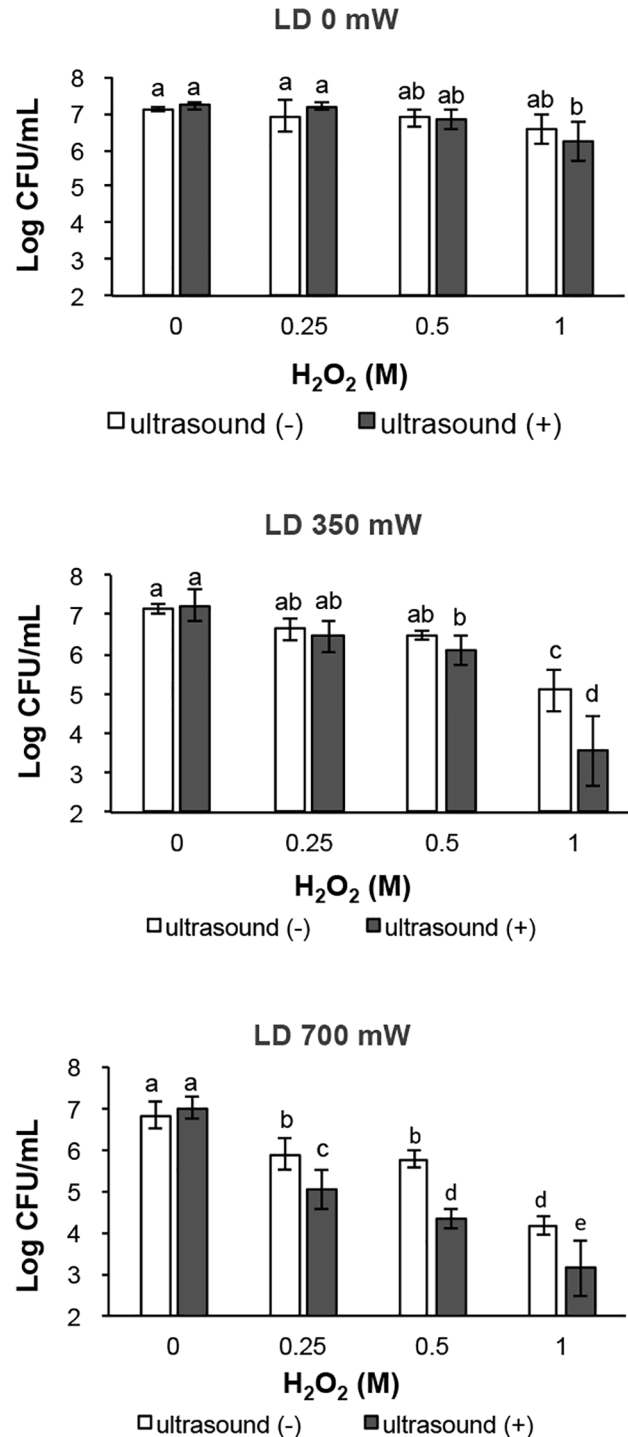 LD 0 mW
Log CFU/mL
8
7
6
5
4
3
2
a a a a ab ab ab b
0 0.25 0.5 1
H₂O₂ (M)
ultrasound (-) ultrasound (+)
LD 350 mW
Log CFU/mL
8
7
6
5
4
3
2
a a ab ab ab b c d
0 0.25 0.5 1
H₂O₂ (M)
ultrasound (-) ultrasound (+)
LD 700 mW
Log CFU/mL
8
7
6
5
4
3
2
a a b c b d d e
0 0.25 0.5 1
H₂O₂ (M)
ultrasound (-) ultrasound (+)